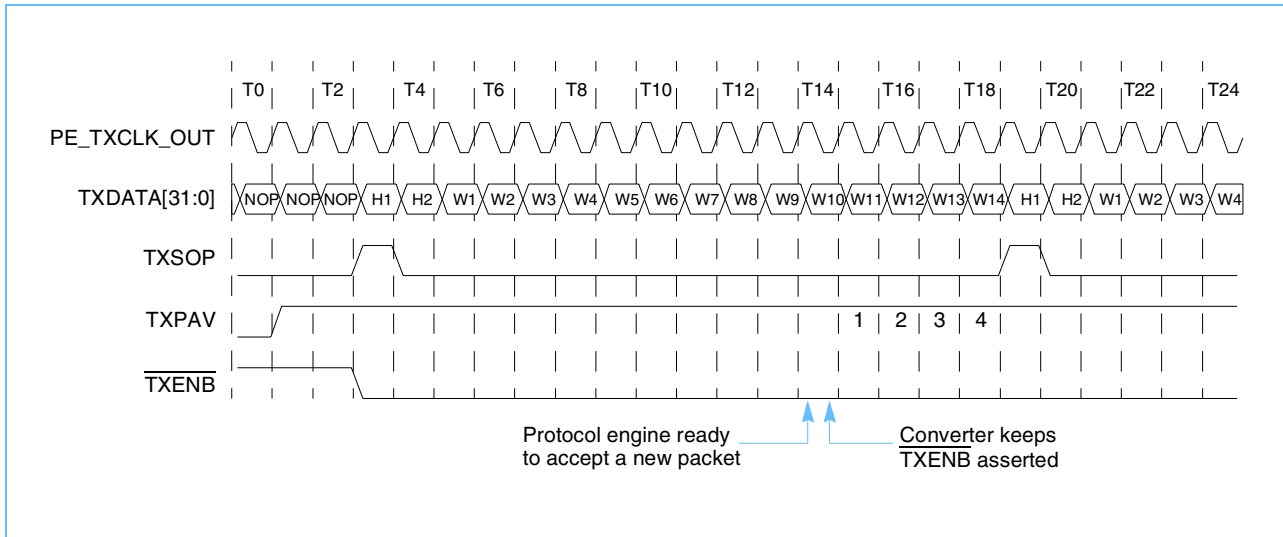 T0 T2 T4 T6 T8 T10 T12 T14 T16 T18 T20 T22 T24
PE_TXCLK_OUT
TXDATA[31:0] NOP NOP NOP H1 H2 W1 W2 W3 W4 W5 W6 W7 W8 W9 W10 W11 W12 W13 W14 H1 H2 W1 W2 W3 W4
TXSOP
TXPAV 1 2 3 4
TXENB
Protocol engine ready
to accept a new packet
Converter keeps
TXENB asserted